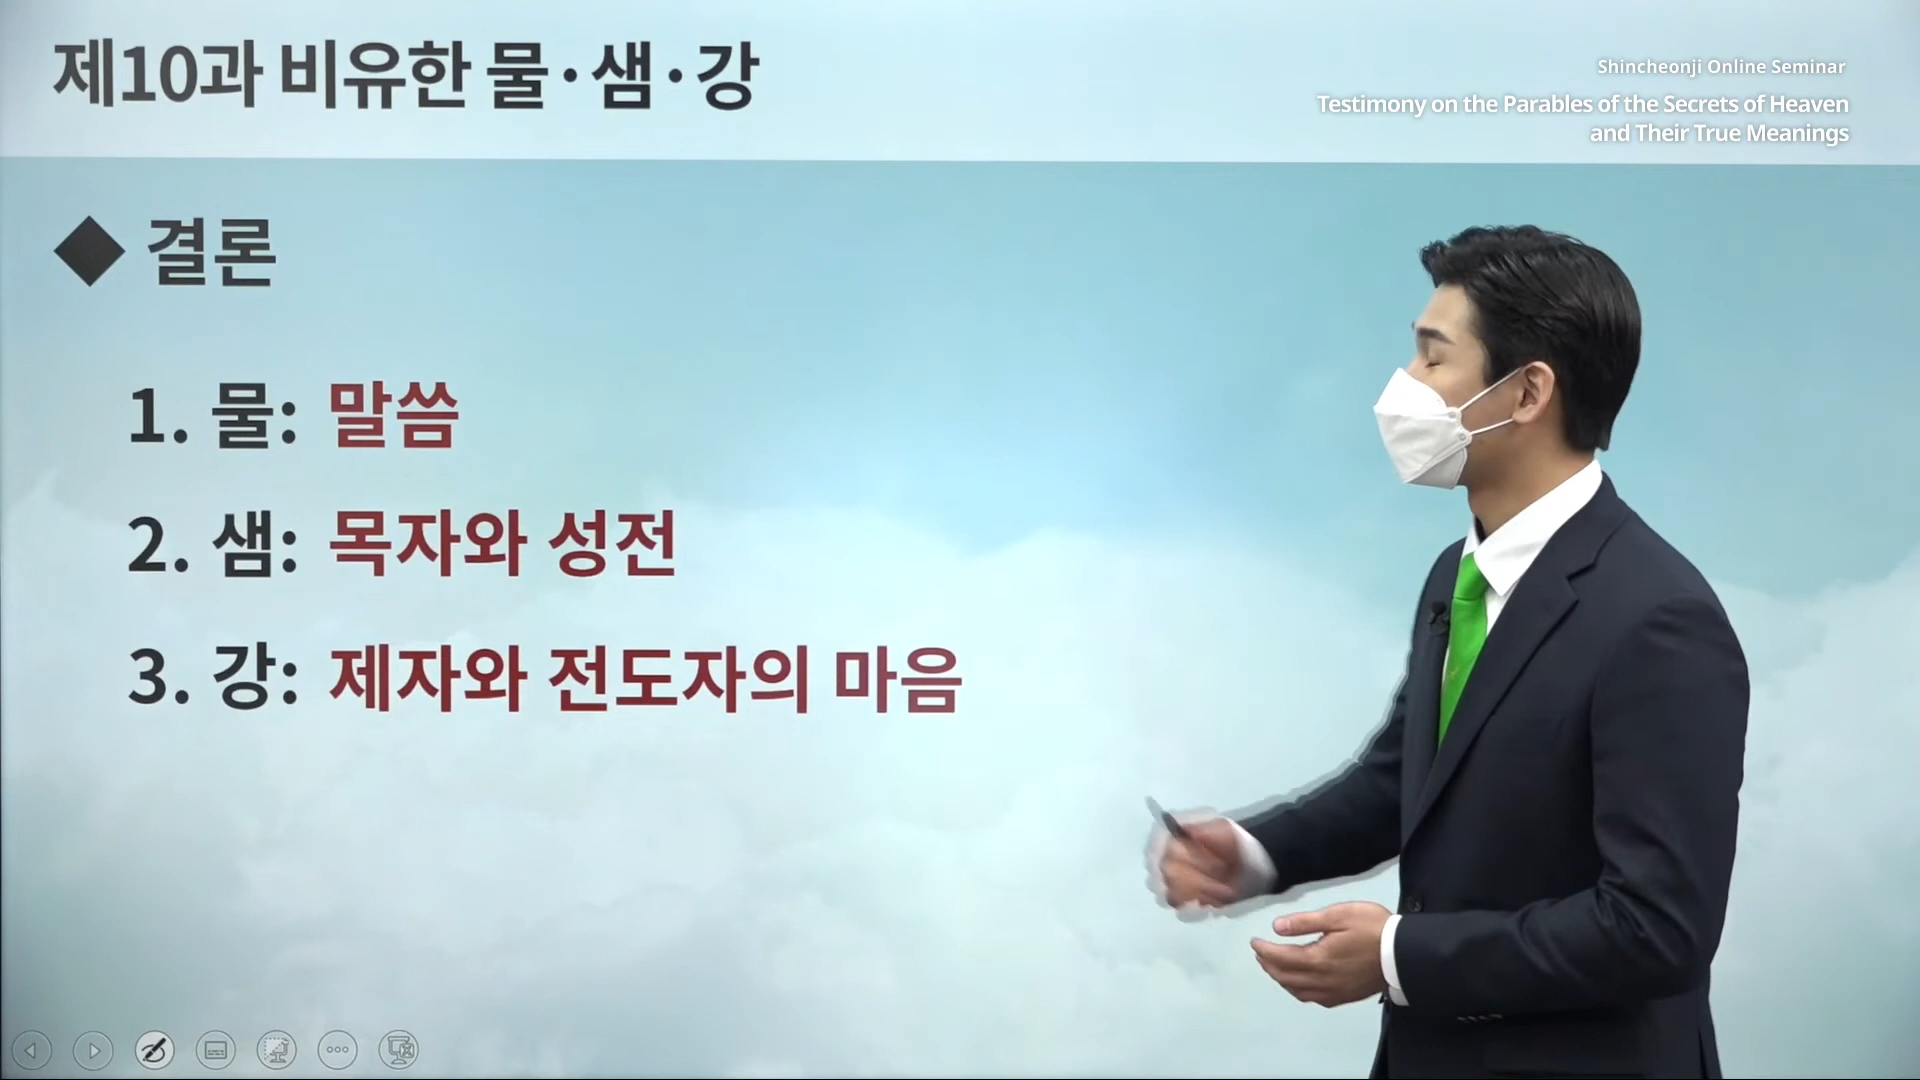 제10과 비유한 물·샘·강
Shincheonji Online Seminar
Testimony on the Parables of the Secrets of Heaven
and Their True Meanings
◆ 결론
1. 물: 말씀
2. 샘: 목자와 성전
3. 강: 제자와 전도자의 마음